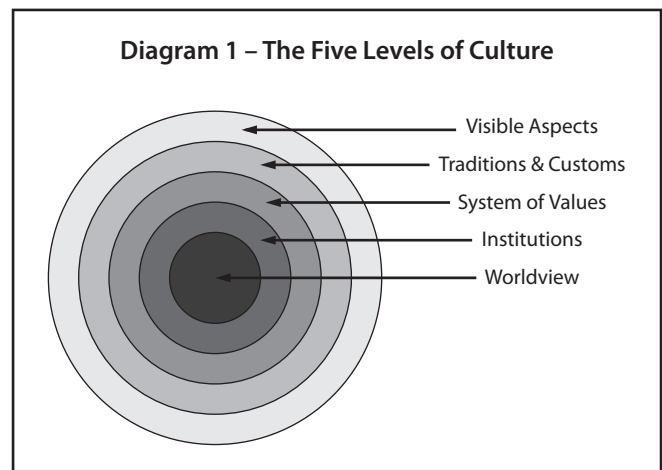 Diagram 1 – The Five Levels of Culture
Visible Aspects
Traditions & Customs
System of Values
Institutions
Worldview